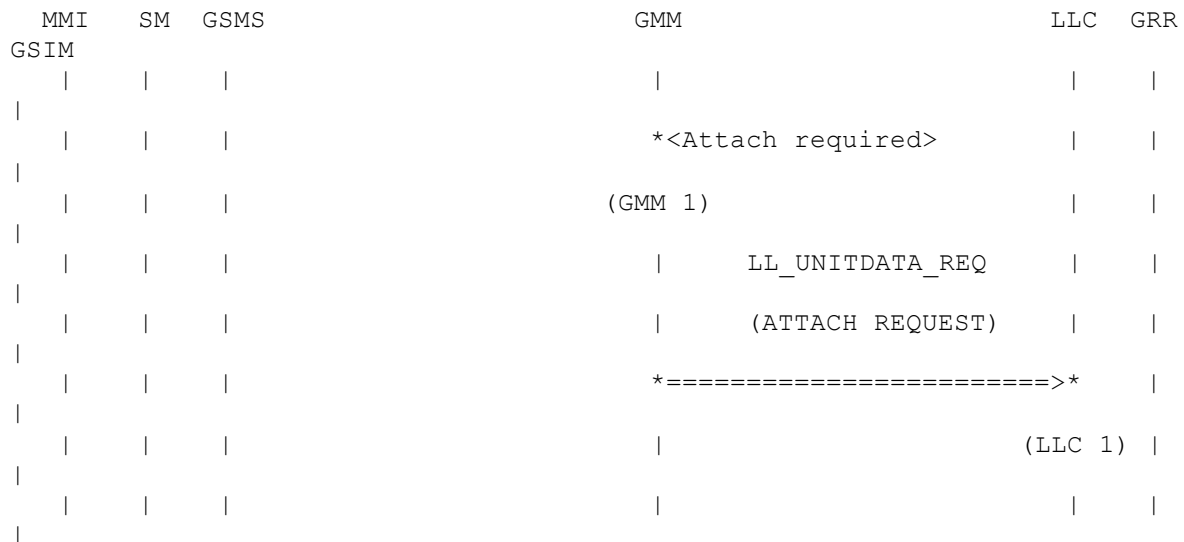 MMI SM GSMS GMM LLC GRR
GSIM
| | | | | |
|
| | | *<Attach required> | |
|
| | | (GMM 1) | |
|
| | | | LL_UNITDATA_REQ | |
|
| | | | (ATTACH REQUEST) | |
|
| | | *========================>* |
|
| | | | (LLC 1) |
|
| | | | | |
|